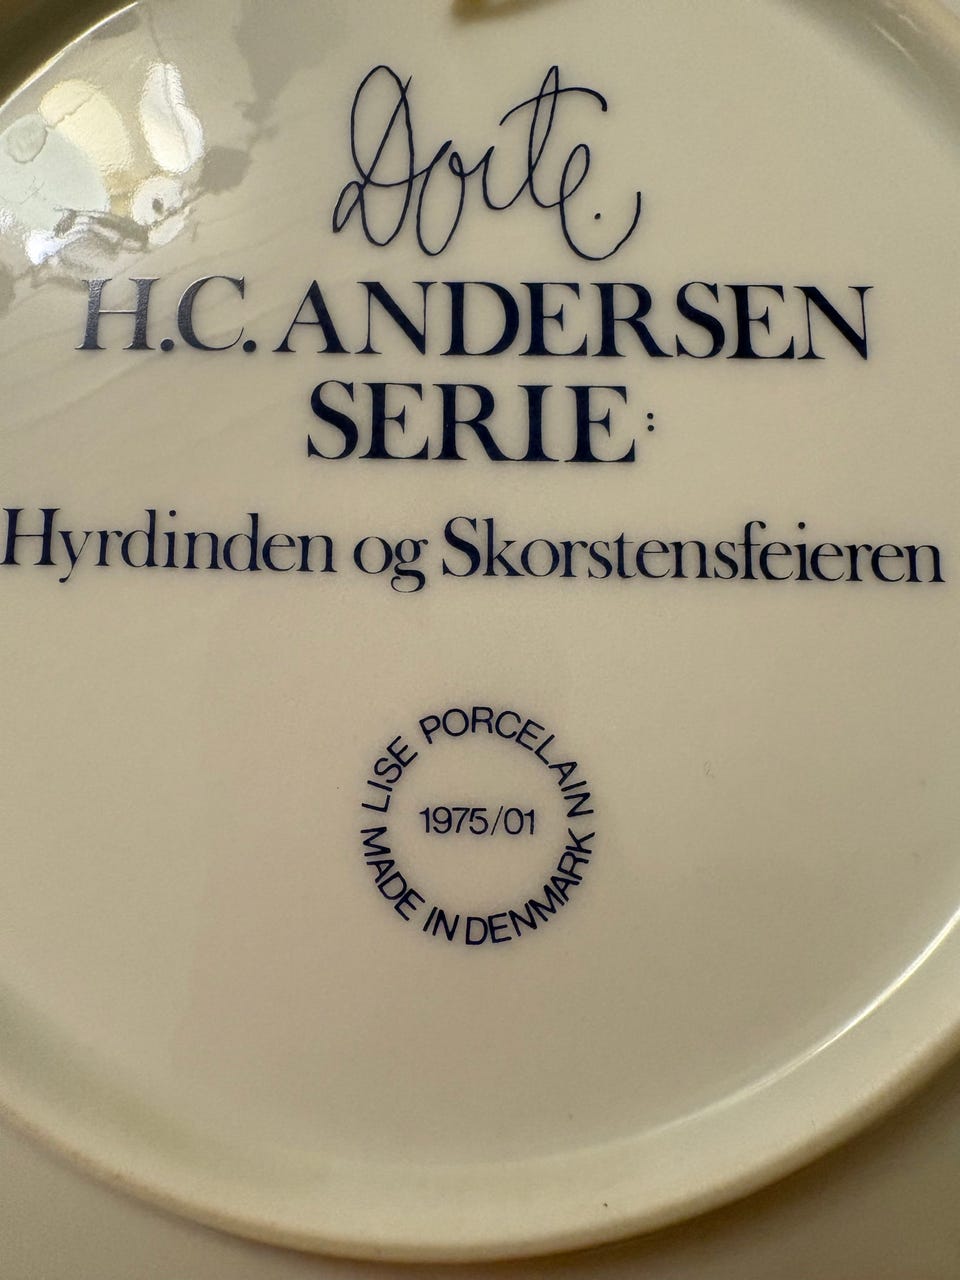 Dorte.
H.C. ANDERSEN
SERIE:
Hyrdinden og Skorstensfeieren
LISE PORCELAIN
1975/01
MADE IN DENMARK